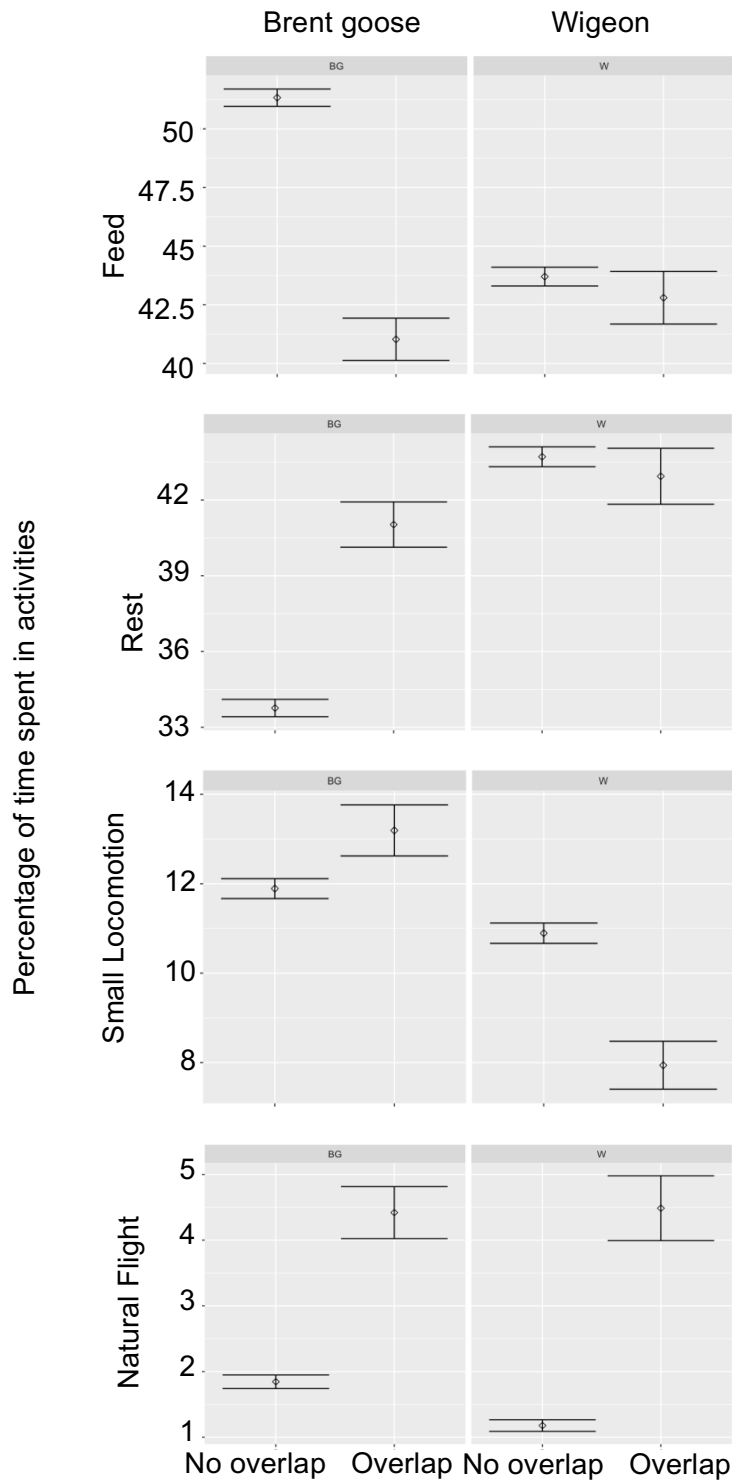 Brent goose Wigeon
BG W
50
47.5
45
42.5
40
Feed
BG W
42
39
36
33
Rest
Percentage of time spent in activities
BG W
14
12
10
8
Small Locomotion
BG W
5
4
3
2
1
Natural Flight
No overlap Overlap No overlap Overlap